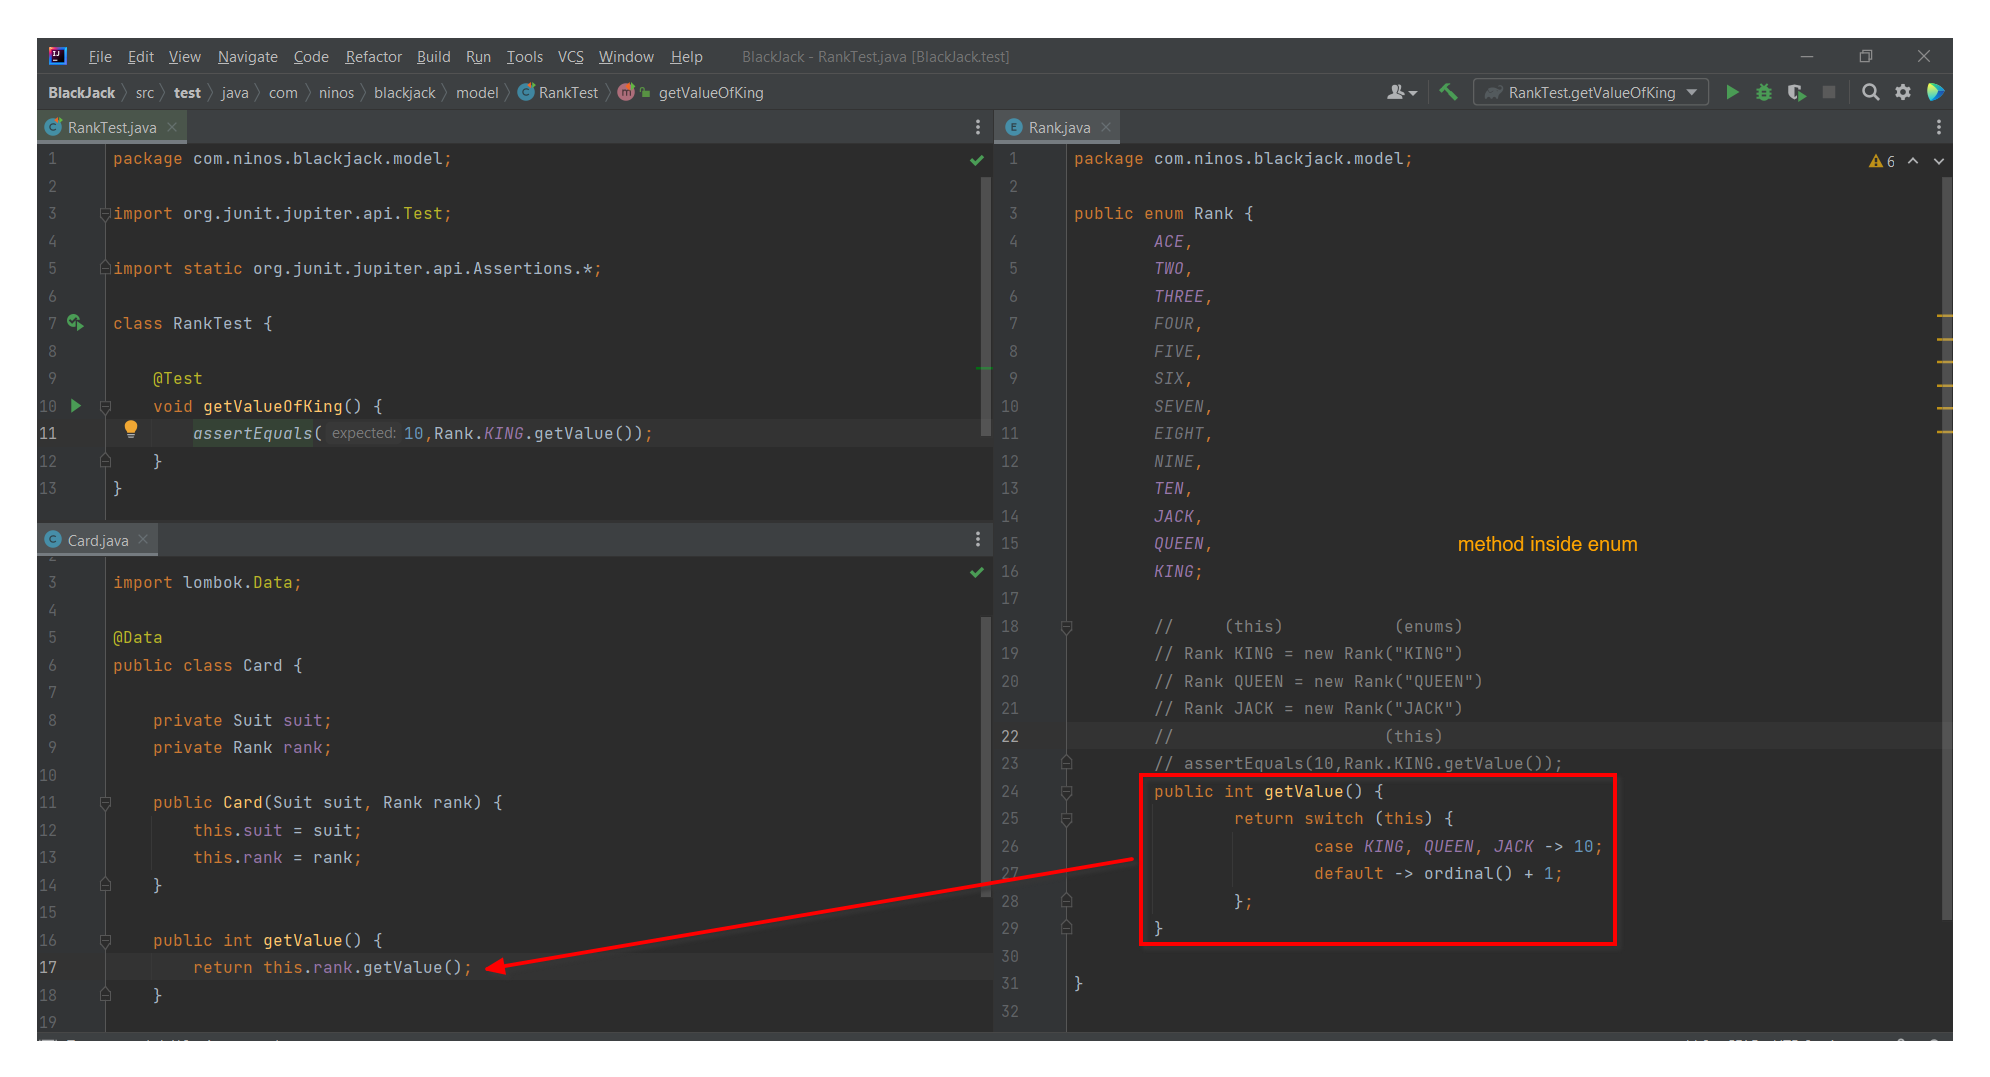 File Edit View Navigate Code Refactor Build Run Tools VCS Window Help BlackJack - RankTest.java [BlackJack.test]
BlackJack src test java com ninos blackjack model RankTest getValueOfKing RankTest.getValueOfKing
RankTest.java
1 package com.ninos.blackjack.model;
2
3 import org.junit.jupiter.api.Test;
4
5 import static org.junit.jupiter.api.Assertions.*;
6
7 class RankTest {
8
9 @Test
10 void getValueOfKing() {
11 assertEquals( expected: 10,Rank.KING.getValue());
12 }
13 }
Card.java
3 import lombok.Data;
4
5 @Data
6 public class Card {
7
8 private Suit suit;
9 private Rank rank;
10
11 public Card(Suit suit, Rank rank) {
12 this.suit = suit;
13 this.rank = rank;
14 }
15
16 public int getValue() {
17 return this.rank.getValue();
18 }
19
Rank.java
6
1 package com.ninos.blackjack.model;
2
3 public enum Rank {
4 ACE,
5 TWO,
6 THREE,
7 FOUR,
8 FIVE,
9 SIX,
10 SEVEN,
11 EIGHT,
12 NINE,
13 TEN,
14 JACK,
15 QUEEN,
method inside enum
16 KING;
17
18 // (this) (enums)
19 // Rank KING = new Rank("KING")
20 // Rank QUEEN = new Rank("QUEEN")
21 // Rank JACK = new Rank("JACK")
22 // (this)
23 // assertEquals(10,Rank.KING.getValue());
24 public int getValue() {
25 return switch (this) {
26 case KING, QUEEN, JACK -> 10;
27 default -> ordinal() + 1;
28 };
29 }
30
31 }
32